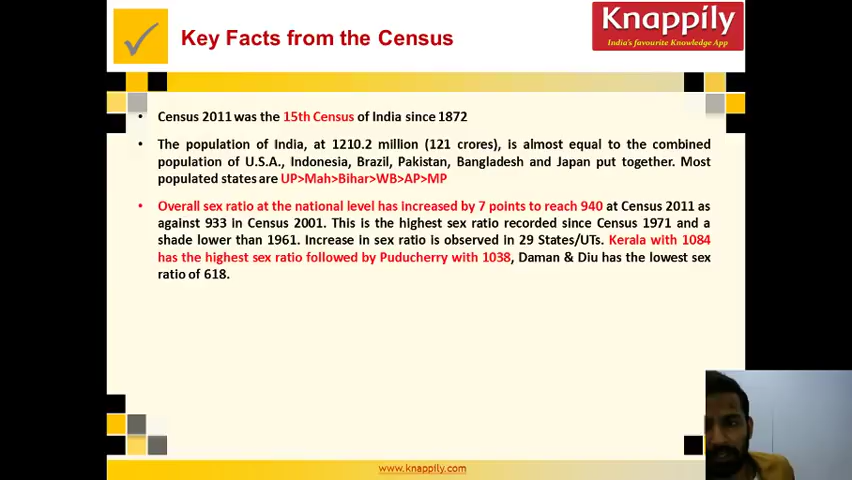 Key Facts from the Census
Knappily
India's favourite Knowledge App
• Census 2011 was the 15th Census of India since 1872
• The population of India, at 1210.2 million (121 crores), is almost equal to the combined
population of U.S.A., Indonesia, Brazil, Pakistan, Bangladesh and Japan put together. Most
populated states are UP>Mah>Bihar>WB>AP>MP
• Overall sex ratio at the national level has increased by 7 points to reach 940 at Census 2011 as
against 933 in Census 2001. This is the highest sex ratio recorded since Census 1971 and a
shade lower than 1961. Increase in sex ratio is observed in 29 States/UTs. Kerala with 1084
has the highest sex ratio followed by Puducherry with 1038, Daman & Diu has the lowest sex
ratio of 618.
www.knappily.com